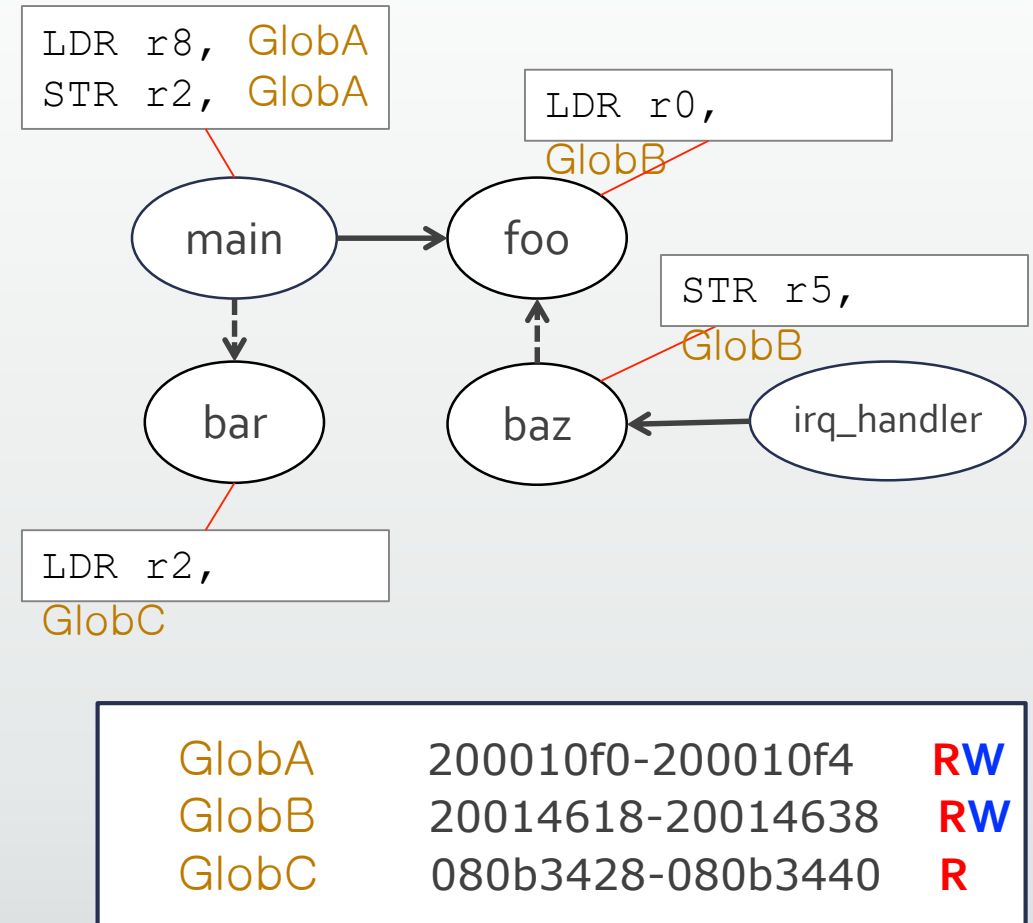 LDR r8, GlobA
STR r2, GlobA
LDR r0,
GlobB
main
foo
STR r5,
GlobB
bar
baz
irq_handler
LDR r2,
GlobC
GlobA 200010f0-200010f4 RW
GlobB 20014618-20014638 RW
GlobC 080b3428-080b3440 R